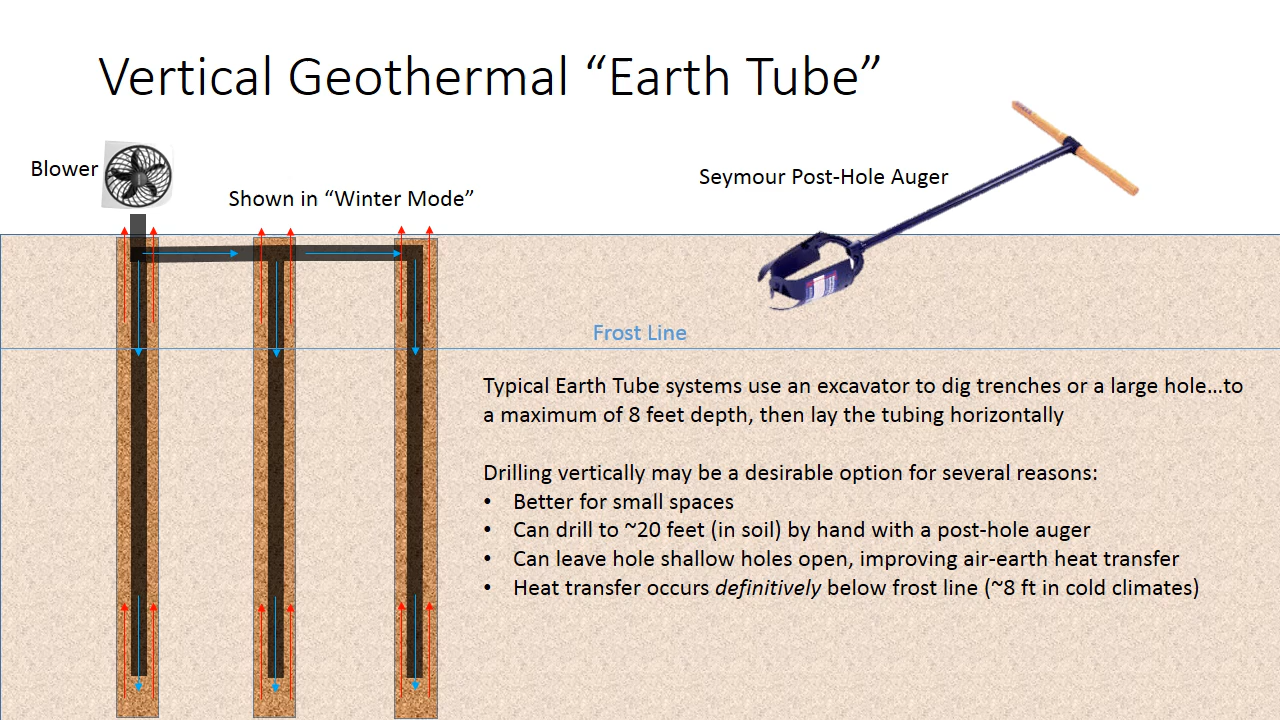 Vertical Geothermal “Earth Tube”
Blower
Shown in “Winter Mode”
Seymour Post-Hole Auger
Frost Line
Typical Earth Tube systems use an excavator to dig trenches or a large hole…to
a maximum of 8 feet depth, then lay the tubing horizontally
Drilling vertically may be a desirable option for several reasons:
• Better for small spaces
• Can drill to ~20 feet (in soil) by hand with a post-hole auger
• Can leave hole shallow holes open, improving air-earth heat transfer
• Heat transfer occurs definitively below frost line (~8 ft in cold climates)